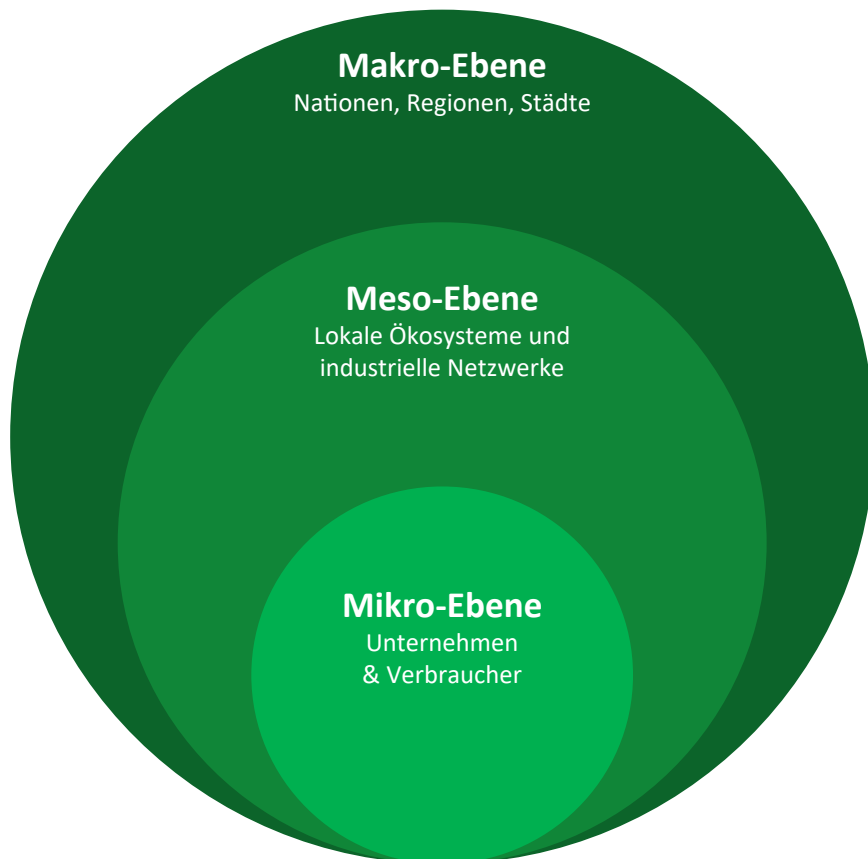 Makro-Ebene
Nationen, Regionen, Städte
Meso-Ebene
Lokale Ökosysteme und
industrielle Netzwerke
Mikro-Ebene
Unternehmen
& Verbraucher